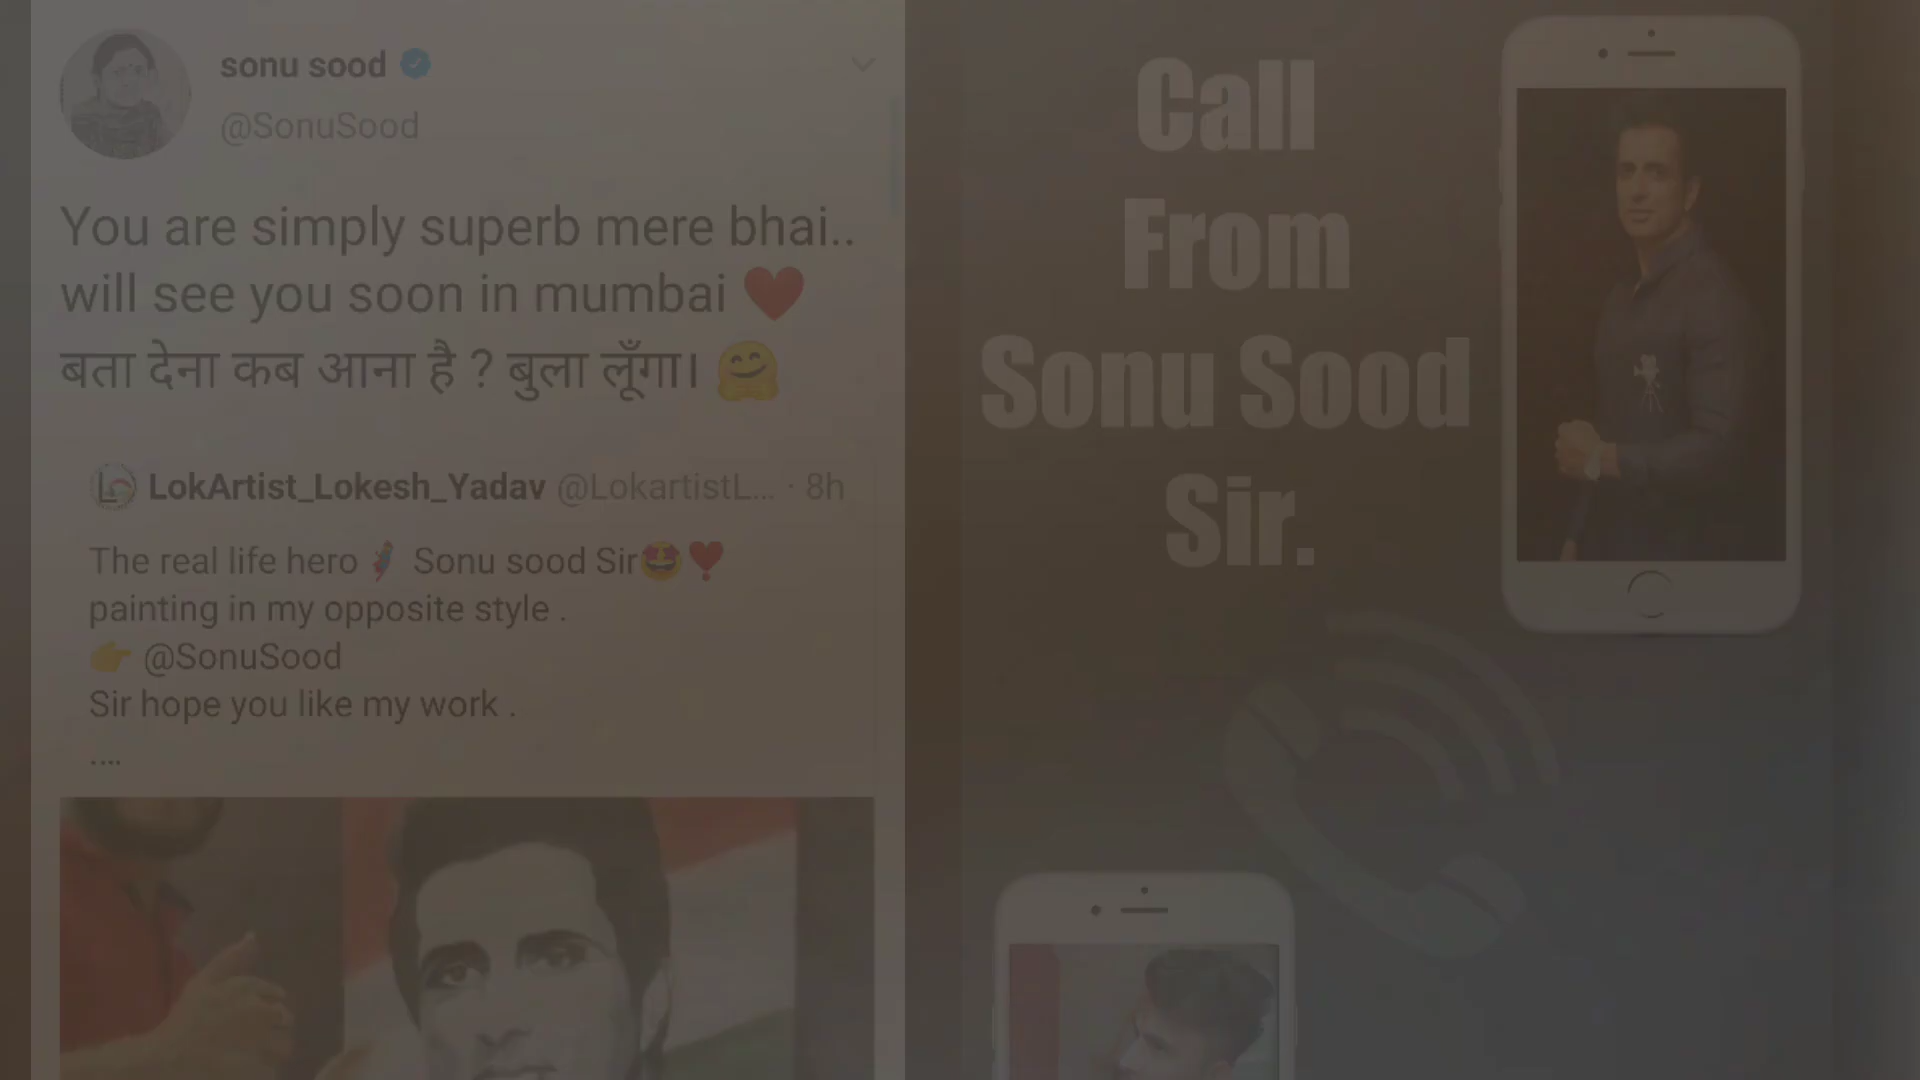 sonu sood
@SonuSood
You are simply superb mere bhai..
will see you soon in mumbai ❤️
बता देना कब आना है ? बुला लूँगा। 🤗
LokArtist_Lokesh_Yadav @LokartistL... · 8h
The real life hero 🦸 Sonu sood Sir🤩❣️
painting in my opposite style .
👉 @SonuSood
Sir hope you like my work .
....
Call
From
Sonu Sood
Sir.